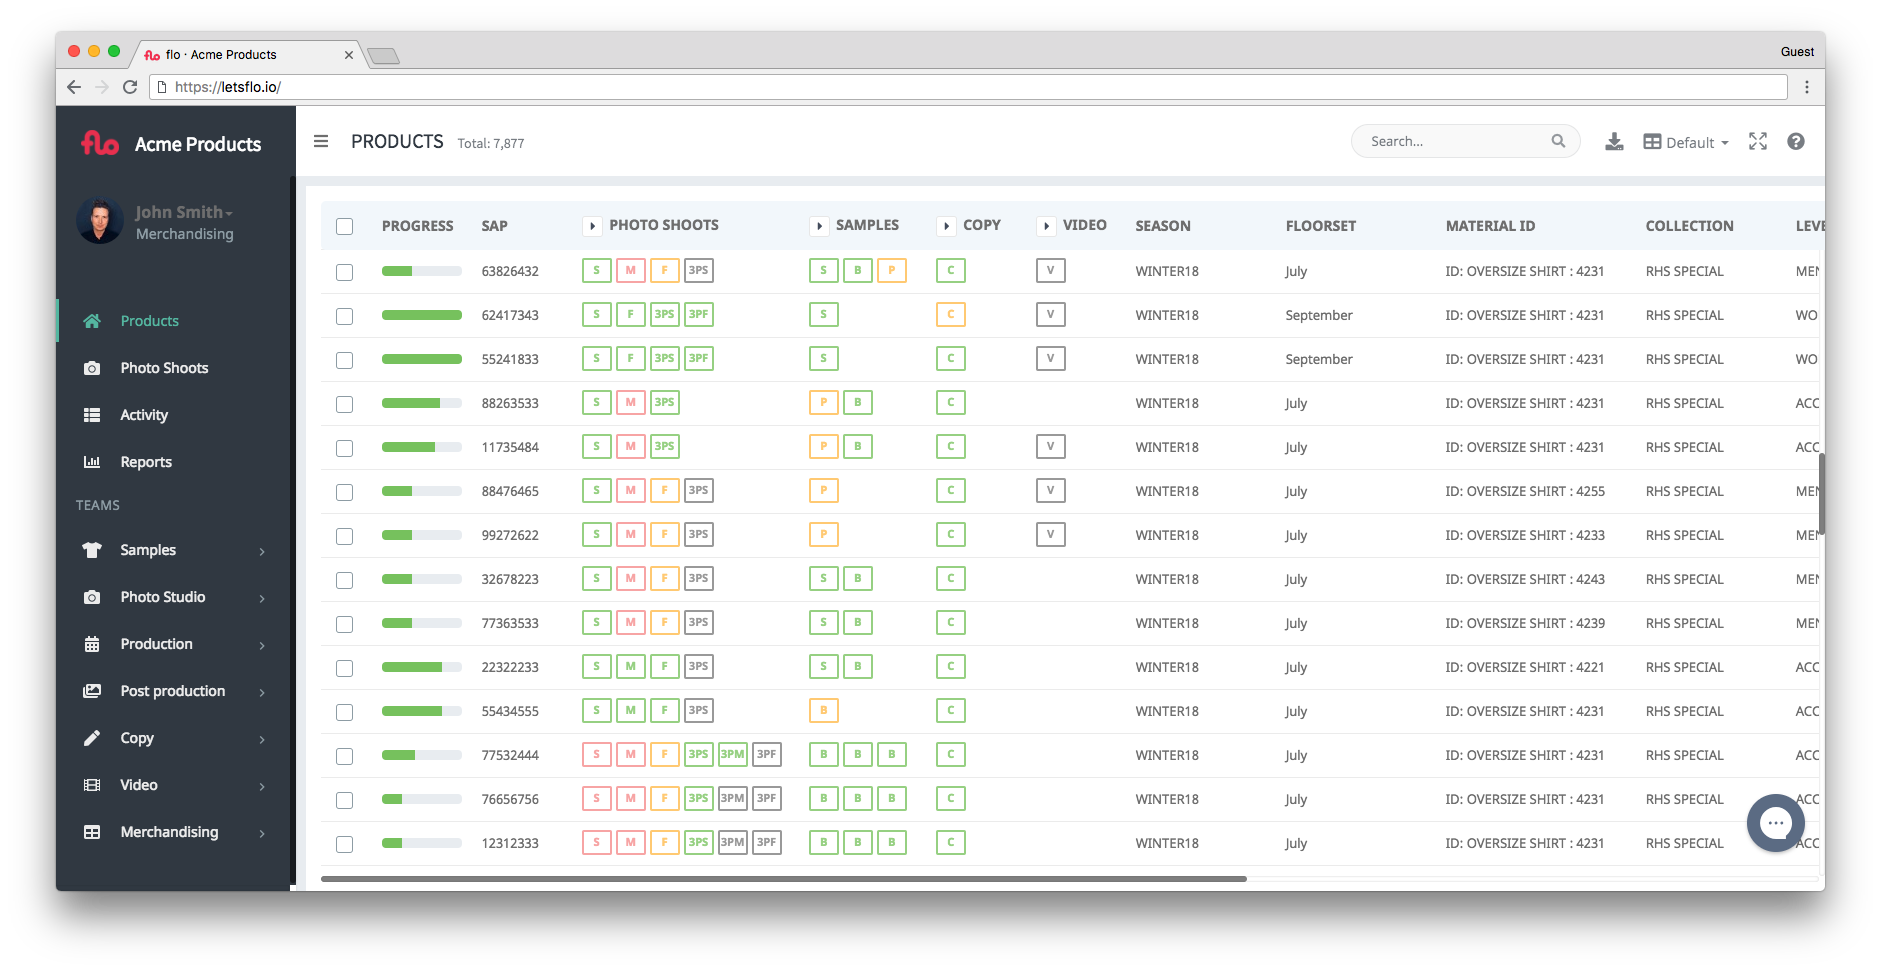 flo · Acme Products
Guest
https://letsflo.io/
flo Acme Products
PRODUCTS Total: 7,877
Search...
Default
John Smith
Merchandising
Products
Photo Shoots
Activity
Reports
TEAMS
Samples
Photo Studio
Production
Post production
Copy
Video
Merchandising
PROGRESS SAP PHOTO SHOOTS SAMPLES COPY VIDEO SEASON FLOORSET MATERIAL ID COLLECTION LEVE
63826432 S M F 3PS S B P C V WINTER18 July ID: OVERSIZE SHIRT : 4231 RHS SPECIAL MEN
62417343 S F 3PS 3PF S C V WINTER18 September ID: OVERSIZE SHIRT : 4231 RHS SPECIAL WO
55241833 S F 3PS 3PF S C V WINTER18 September ID: OVERSIZE SHIRT : 4231 RHS SPECIAL WO
88263533 S M 3PS P B C WINTER18 July ID: OVERSIZE SHIRT : 4231 RHS SPECIAL ACC
11735484 S M 3PS P B C V WINTER18 July ID: OVERSIZE SHIRT : 4231 RHS SPECIAL ACC
88476465 S M F 3PS P C V WINTER18 July ID: OVERSIZE SHIRT : 4255 RHS SPECIAL MEN
99272622 S M F 3PS P C V WINTER18 July ID: OVERSIZE SHIRT : 4233 RHS SPECIAL MEN
32678223 S M F 3PS S B C WINTER18 July ID: OVERSIZE SHIRT : 4243 RHS SPECIAL MEN
77363533 S M F 3PS S B C WINTER18 July ID: OVERSIZE SHIRT : 4239 RHS SPECIAL MEN
22322233 S M F 3PS S B C WINTER18 July ID: OVERSIZE SHIRT : 4221 RHS SPECIAL ACC
55434555 S M F 3PS B C WINTER18 July ID: OVERSIZE SHIRT : 4231 RHS SPECIAL ACC
77532444 S M F 3PS 3PM 3PF B B B C WINTER18 July ID: OVERSIZE SHIRT : 4231 RHS SPECIAL ACC
76656756 S M F 3PS 3PM 3PF B B B C WINTER18 July ID: OVERSIZE SHIRT : 4231 RHS SPECIAL ACC
12312333 S M F 3PS 3PM 3PF B B B C WINTER18 July ID: OVERSIZE SHIRT : 4231 RHS SPECIAL ACC